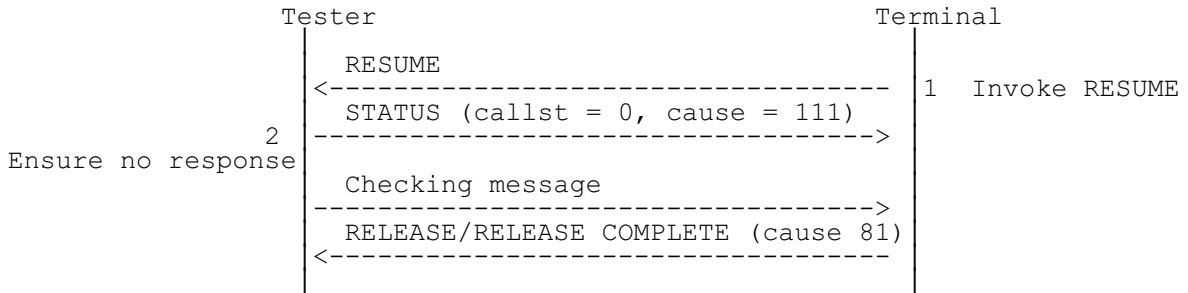 Tester Terminal
RESUME
1 Invoke RESUME
STATUS (callst = 0, cause = 111)
2
Ensure no response
Checking message
RELEASE/RELEASE COMPLETE (cause 81)